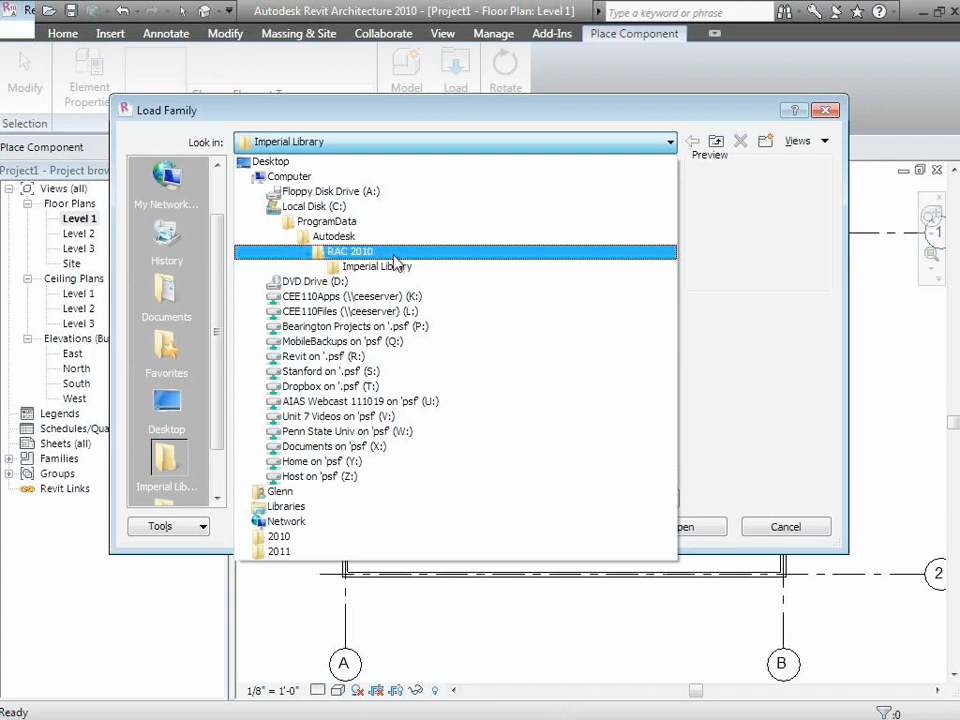 Re
Autodesk Revit Architecture 2010 - [Project1 - Floor Plan: Level 1]
Type a keyword or phrase
Home Insert Annotate Modify Massing & Site Collaborate View Manage Add-Ins Place Component
Modify
Element
Properties
Model
Load
Rotate
Selection
Place Component
Project1 - Project brow
Views (all)
Floor Plans
Level 1
Level 2
Level 3
Site
Ceiling Plans
Level 1
Level 2
Level 3
Elevations (Bu
East
North
South
West
Legends
Schedules/Qua
Sheets (all)
Families
Groups
Revit Links
Load Family
Look in: Imperial Library
Views
Preview
My Network...
History
Documents
Favorites
Desktop
Imperial Lib...
Tools
Desktop
Computer
Floppy Disk Drive (A:)
Local Disk (C:)
ProgramData
Autodesk
RAC 2010
Imperial Library
DVD Drive (D:)
CEE110Apps (\\ceeserver) (K:)
CEE110Files (\\ceeserver) (L:)
Bearington Projects on '.psf' (P:)
MobileBackups on '.psf' (Q:)
Revit on '.psf' (R:)
Stanford on '.psf' (S:)
Dropbox on '.psf' (T:)
AIAS Webcast 111019 on 'psf' (U:)
Unit 7 Videos on 'psf' (V:)
Penn State Univ on 'psf' (W:)
Documents on 'psf' (X:)
Home on 'psf' (Y:)
Host on 'psf' (Z:)
Glenn
Libraries
Network
2010
2011
pen
Cancel
1
2
A
B
1/8" = 1'-0"
Ready
:0